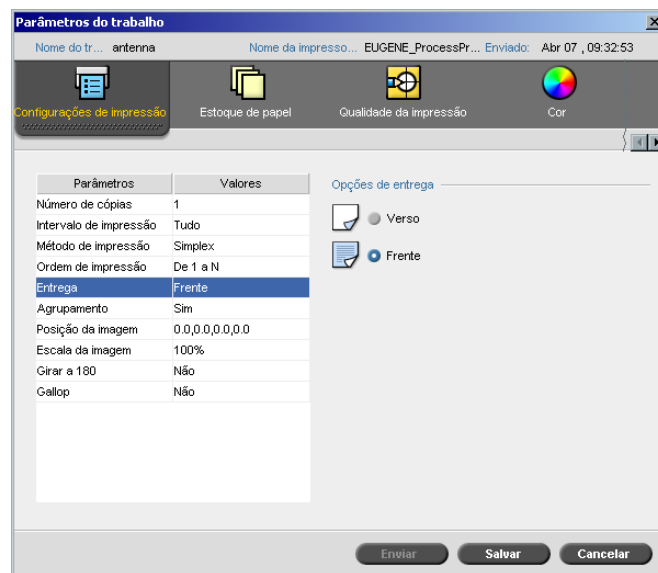 Parâmetros do trabalho
Nome do tr... antenna Nome da impresso... EUGENE_ProcessPr... Enviado: Abr 07 , 09:32:53
Configurações de impressão Estoque de papel Qualidade da impressão Cor
Parâmetros Valores
Número de cópias 1
Intervalo de impressão Tudo
Método de impressão Simplex
Ordem de impressão De 1 a N
Entrega Frente
Agrupamento Sim
Posição da imagem 0.0,0.0,0.0,0.0
Escala da imagem 100%
Girar a 180 Não
Gallop Não
Opções de entrega
Verso
Frente
Enviar Salvar Cancelar